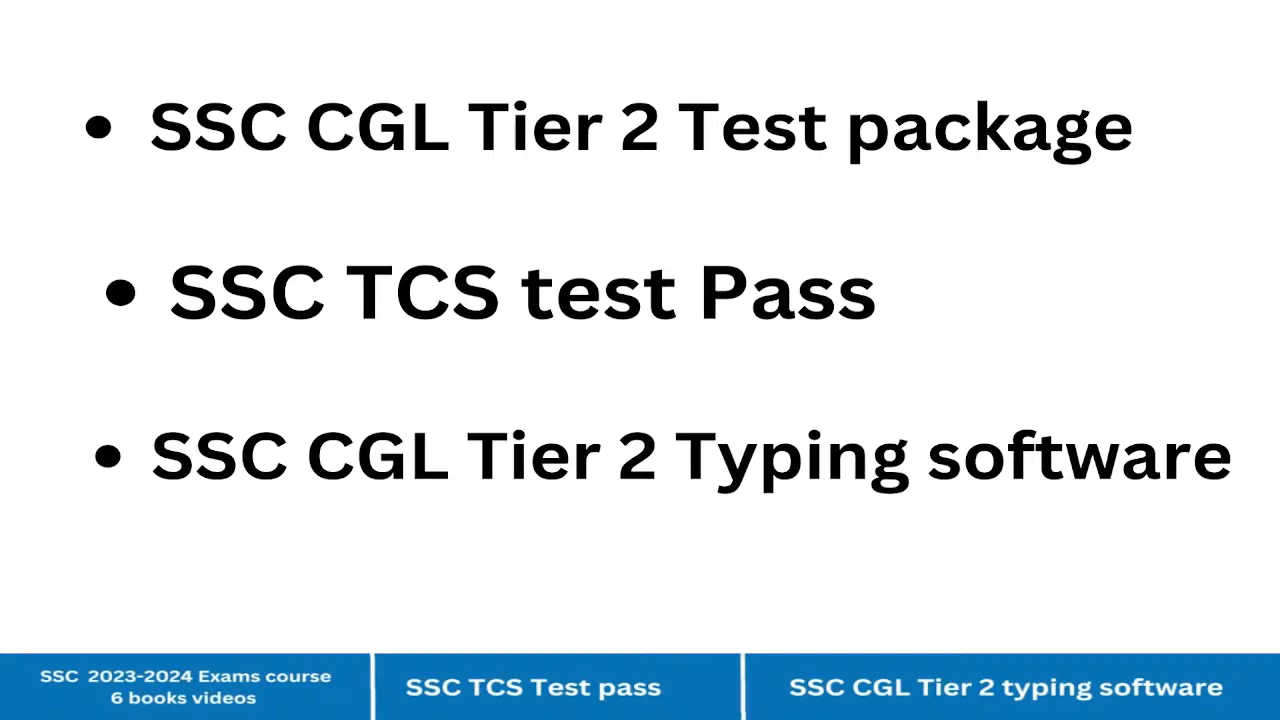 • SSC CGL Tier 2 Test package
• SSC TCS test Pass
• SSC CGL Tier 2 Typing software
SSC 2023-2024 Exams course
6 books videos
SSC TCS Test pass
SSC CGL Tier 2 typing software